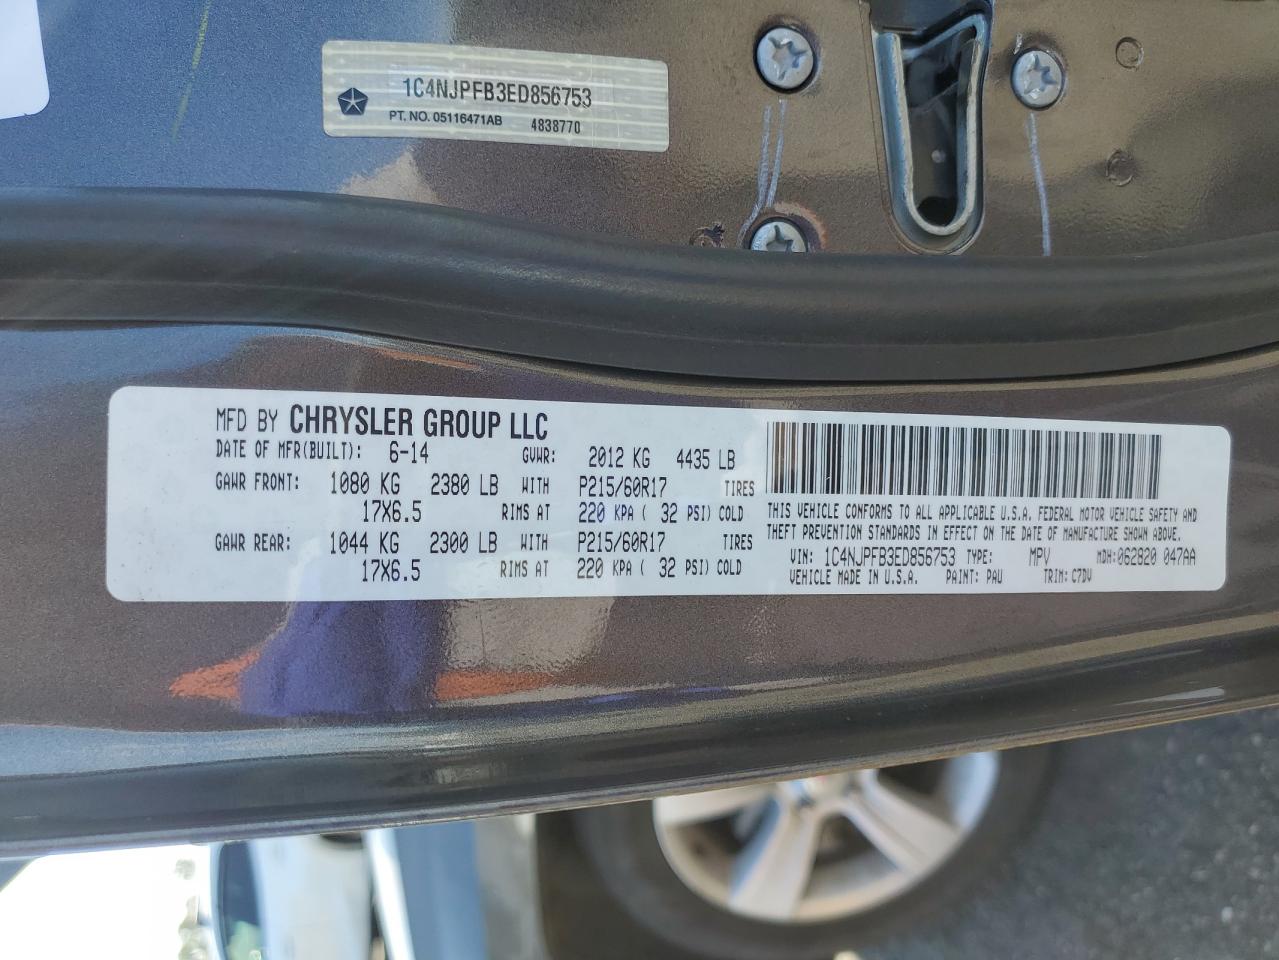 1C4NJPFB3ED856753
PT. NO. 05116471AB 4838770
MFD BY CHRYSLER GROUP LLC
DATE OF MFR(BUILT): 6-14 GVWR: 2012 KG 4435 LB
GAWR FRONT: 1080 KG 2380 LB WITH P215/60R17 TIRES
17X6.5 RIMS AT 220 KPA ( 32 PSI) COLD
GAWR REAR: 1044 KG 2300 LB WITH P215/60R17 TIRES
17X6.5 RIMS AT 220 KPA ( 32 PSI) COLD
THIS VEHICLE CONFORMS TO ALL APPLICABLE U.S.A. FEDERAL MOTOR VEHICLE SAFETY AND
THEFT PREVENTION STANDARDS IN EFFECT ON THE DATE OF MANUFACTURE SHOWN ABOVE.
VIN: 1C4NJPFB3ED856753 TYPE: MPV MDH: 062820 047AA
VEHICLE MADE IN U.S.A. PAINT: PAU TRIM: C7DV